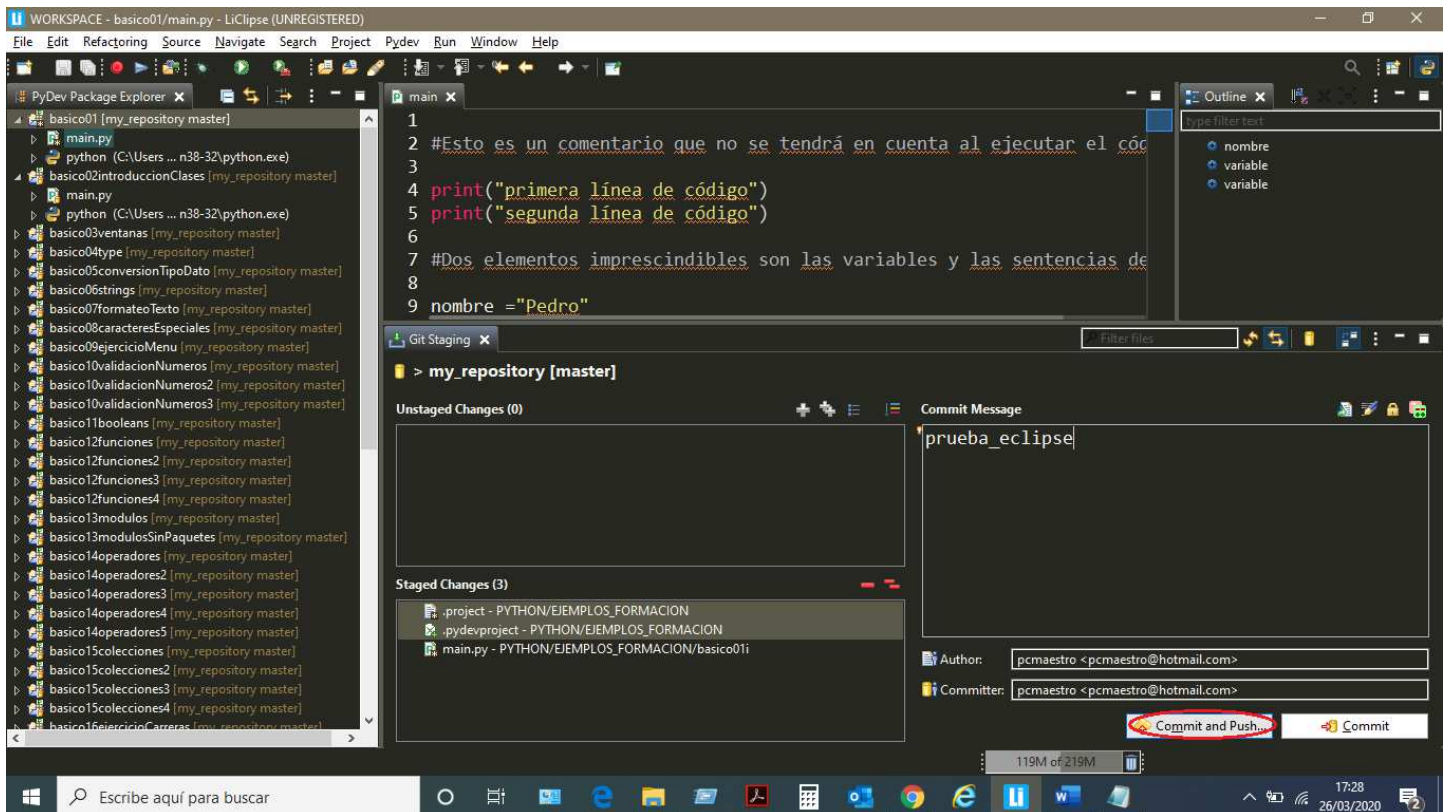 WORKSPACE - basico01/main.py - LiClipse (UNREGISTERED)
File Edit Refactoring Source Navigate Search Project Pydev Run Window Help
PyDev Package Explorer
basico01 [my_repository master]
main.py
python (C:\Users ... n38-32\python.exe)
basico02introduccionClases [my_repository master]
main.py
python (C:\Users ... n38-32\python.exe)
basico03ventanas [my_repository master]
basico04type [my_repository master]
basico05conversionTipoDato [my_repository master]
basico06strings [my_repository master]
basico07formateoTexto [my_repository master]
basico08caracteresEspeciales [my_repository master]
basico09ejercicioMenu [my_repository master]
basico10validacionNumeros [my_repository master]
basico10validacionNumeros2 [my_repository master]
basico10validacionNumeros3 [my_repository master]
basico11booleans [my_repository master]
basico12funciones [my_repository master]
basico12funciones2 [my_repository master]
basico12funciones3 [my_repository master]
basico12funciones4 [my_repository master]
basico13modulos [my_repository master]
basico13modulosSinPaquetes [my_repository master]
basico14operadores [my_repository master]
basico14operadores2 [my_repository master]
basico14operadores3 [my_repository master]
basico14operadores4 [my_repository master]
basico14operadores5 [my_repository master]
basico15colecciones [my_repository master]
basico15colecciones2 [my_repository master]
basico15colecciones3 [my_repository master]
basico15colecciones4 [my_repository master]
basico16ejercicioCarreras [my_repository master]
main
1
2 #Esto es un comentario que no se tendrá en cuenta al ejecutar el cód
3
4 print("primera línea de código")
5 print("segunda línea de código")
6
7 #Dos elementos imprescindibles son las variables y las sentencias de
8
9 nombre ="Pedro"
Outline
type filter text
nombre
variable
variable
Git Staging
Filter files
> my_repository [master]
Unstaged Changes (0)
Staged Changes (3)
.project - PYTHON/EJEMPLOS_FORMACION
.pydevproject - PYTHON/EJEMPLOS_FORMACION
main.py - PYTHON/EJEMPLOS_FORMACION/basico01i
Commit Message
prueba_eclipse
Author: pcmaestro <pcmaestro@hotmail.com>
Committer: pcmaestro <pcmaestro@hotmail.com>
Commit and Push...
Commit
119M of 219M
Escribe aquí para buscar
17:28
26/03/2020